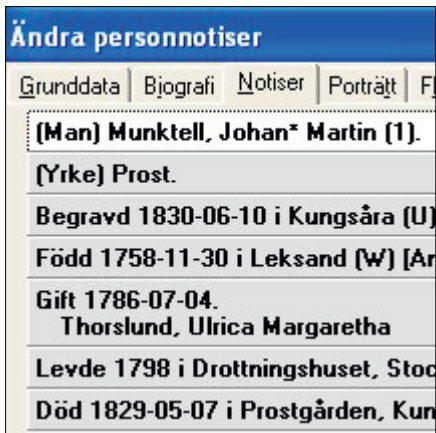 Ändra personnotiser
Grunddata
Biografi
Notiser
Porträtt
(Man) Munktell, Johan* Martin (1).
(Yrke) Prost.
Begravd 1830-06-10 i Kungsåra (U)
Född 1758-11-30 i Leksand (W) [
Gift 1786-07-04.
Thorslund, Ulrica Margaretha
Levde 1798 i Drottningshuset,
Död 1829-05-07 i Prostgården,